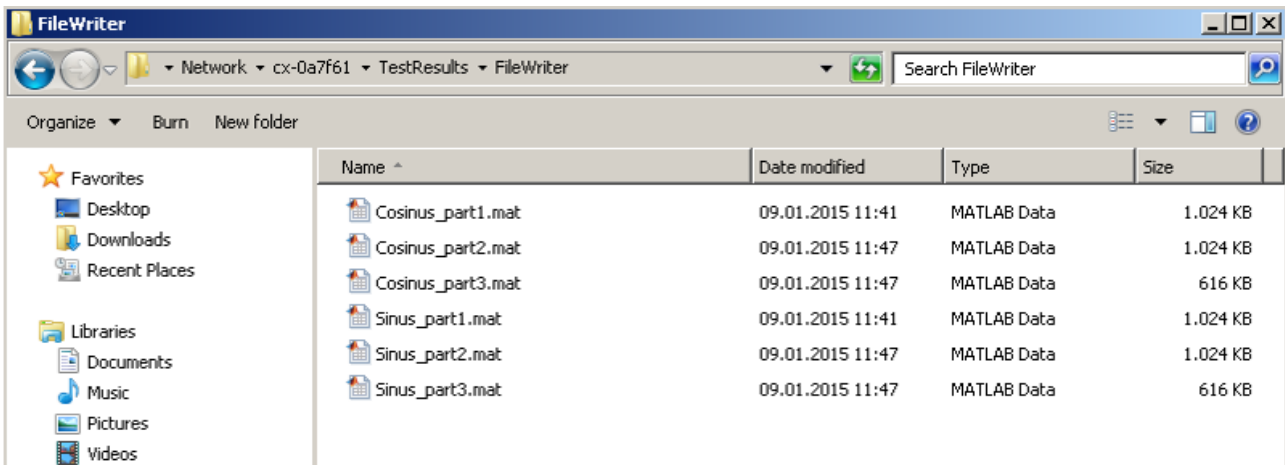 FileWriter
Network cx-0a7f61 TestResults FileWriter Search FileWriter
Organize Burn New folder
Favorites
Desktop
Downloads
Recent Places
Libraries
Documents
Music
Pictures
Videos
Name Date modified Type Size
Cosinus_part1.mat 09.01.2015 11:41 MATLAB Data 1.024 KB
Cosinus_part2.mat 09.01.2015 11:47 MATLAB Data 1.024 KB
Cosinus_part3.mat 09.01.2015 11:47 MATLAB Data 616 KB
Sinus_part1.mat 09.01.2015 11:41 MATLAB Data 1.024 KB
Sinus_part2.mat 09.01.2015 11:47 MATLAB Data 1.024 KB
Sinus_part3.mat 09.01.2015 11:47 MATLAB Data 616 KB